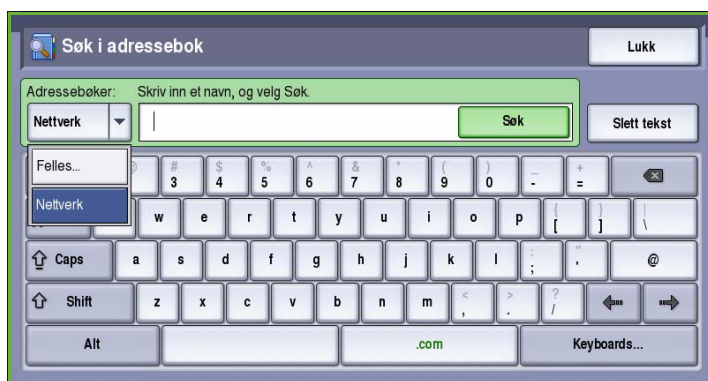 Søk i adressebok
Lukk
Adressebøker:
Skriv inn et navn, og velg Søk.
Nettverk
Søk
Slett tekst
Felles...
Nettverk
# $ % ^ & * ( ) _ +
3 4 5 6 7 8 9 0 - =
w e r t y u i o p { [ } ] | \
Caps a s d f g h j k l : ; " ' @
Shift z x c v b n m < , > . ? /
Alt .com Keyboards...